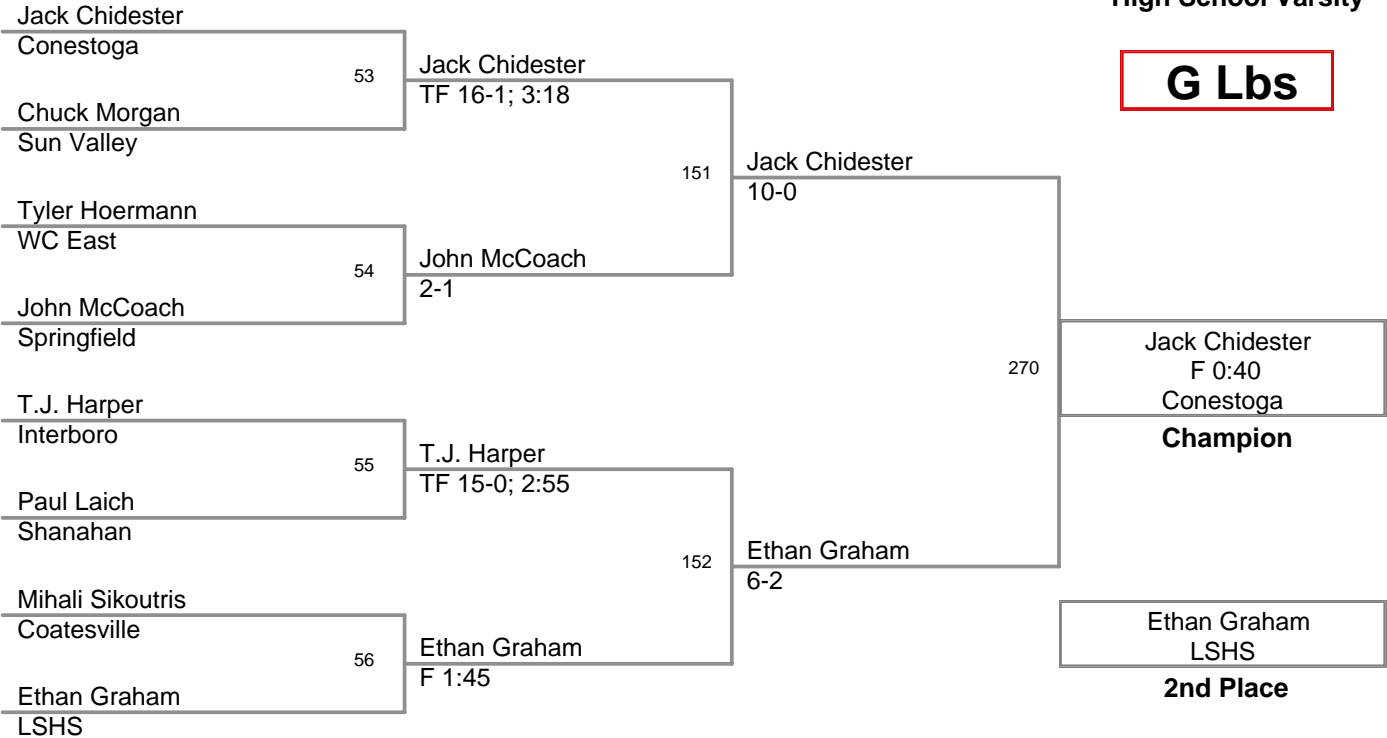 High School Varsity
G Lbs
Jack Chidester
Conestoga
53
Chuck Morgan
Sun Valley
Tyler Hoermann
WC East
54
John McCoach
Springfield
T.J. Harper
Interboro
55
Paul Laich
Shanahan
Mihali Sikoutris
Coatesville
56
Ethan Graham
LSHS
Jack Chidester
TF 16-1; 3:18
151
John McCoach
2-1
T.J. Harper
TF 15-0; 2:55
152
Ethan Graham
F 1:45
Jack Chidester
10-0
270
Ethan Graham
6-2
Jack Chidester
F 0:40
Conestoga
Champion
Ethan Graham
LSHS
2nd Place